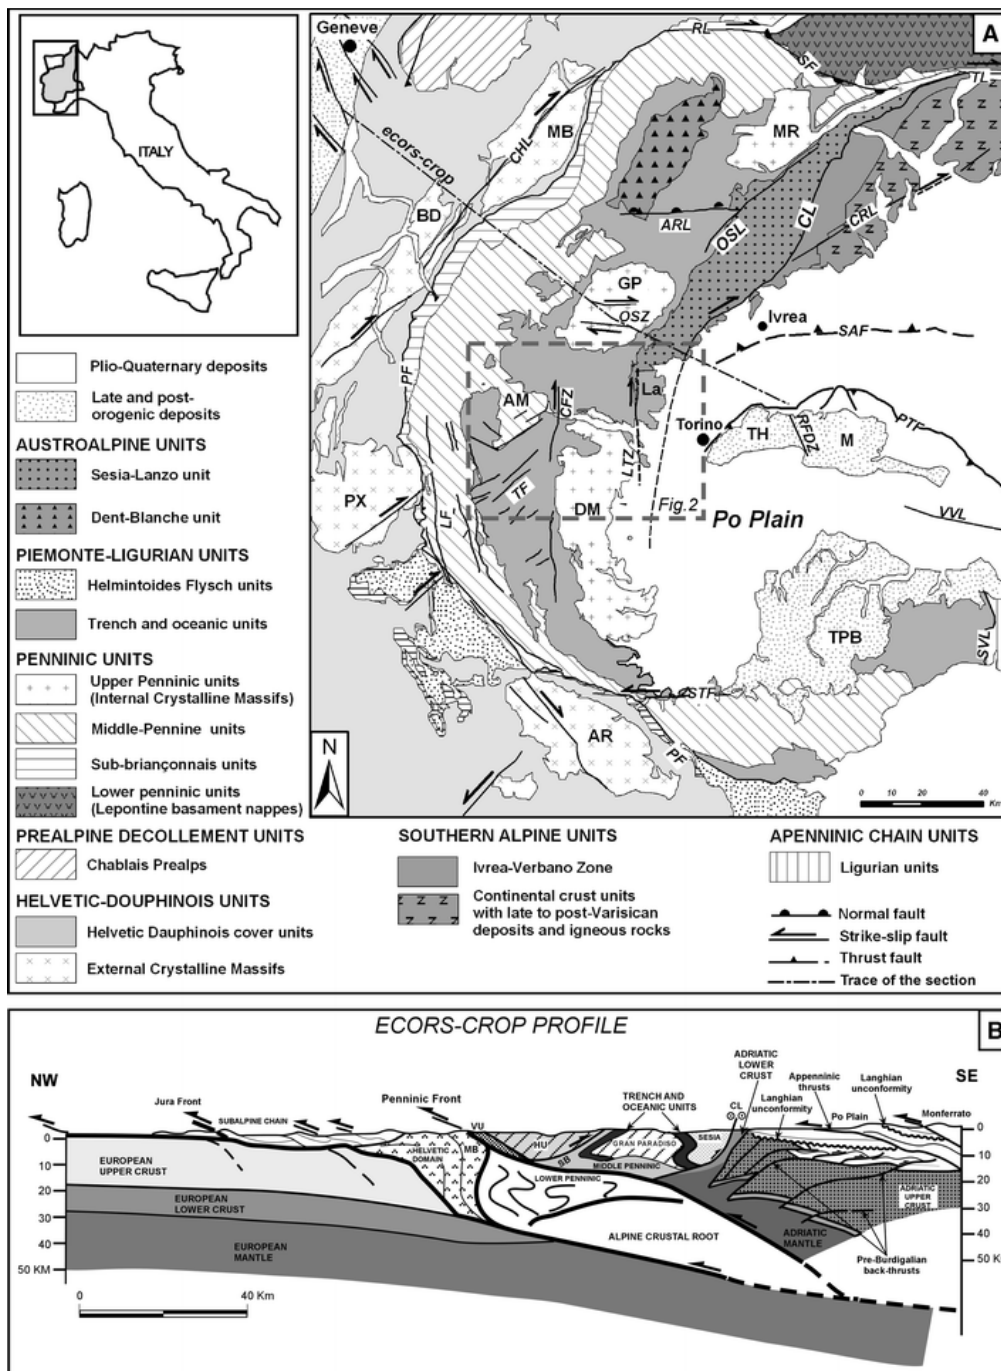 A
Geneve
RL
SF
TL
ITALY
MB
CHL
ecors-crop
MR
BD
ARL
OSL
CL
CRL
GP
OSZ
Ivrea
SAF
PF
AM
CFZ
La
Torino
TH
RFDZ
M
PTF
PX
LF
TF
LTZ
DM
Fig.2
Po Plain
VVL
TPB
SVL
STF
AR
PF
N
0 20 40
Km
Plio-Quaternary deposits
Late and post-
orogenic deposits
AUSTROALPINE UNITS
Sesia-Lanzo unit
Dent-Blanche unit
PIEMONTE-LIGURIAN UNITS
Helmintoides Flysch units
Trench and oceanic units
PENNINIC UNITS
Upper Penninic units
(Internal Crystalline Massifs)
Middle-Pennine units
Sub-briançonnais units
Lower penninic units
(Lepontine basament nappes)
PREALPINE DECOLLEMENT UNITS
Chablais Prealps
HELVETIC-DOUPHINOIS UNITS
Helvetic Dauphinois cover units
External Crystalline Massifs
SOUTHERN ALPINE UNITS
Ivrea-Verbano Zone
Continental crust units
with late to post-Varisican
deposits and igneous rocks
APENNINIC CHAIN UNITS
Ligurian units
Normal fault
Strike-slip fault
Thrust fault
Trace of the section
ECORS-CROP PROFILE
B
NW
SE
Jura Front
SUBALPINE CHAIN
Penninic Front
TRENCH AND
OCEANIC UNITS
ADRIATIC
LOWER
CRUST
Langhian
unconformity
Appenninic
thrusts
Po Plain
Langhian
unconformity
Monferrato
CL
VU
HU
SB
MB
HELVETIC
DOMAIN
GRAN PARADISO
SESIA
MIDDLE PENNINIC
LOWER PENNINIC
EUROPEAN
UPPER CRUST
EUROPEAN
LOWER CRUST
EUROPEAN
MANTLE
ALPINE CRUSTAL ROOT
ADRIATIC
MANTLE
ADRIATIC
UPPER
CRUST
Pre-Burdigalian
back-thrusts
0
10
20
30
40
50 KM
0
10
20
30
40
50 K
0 40 Km